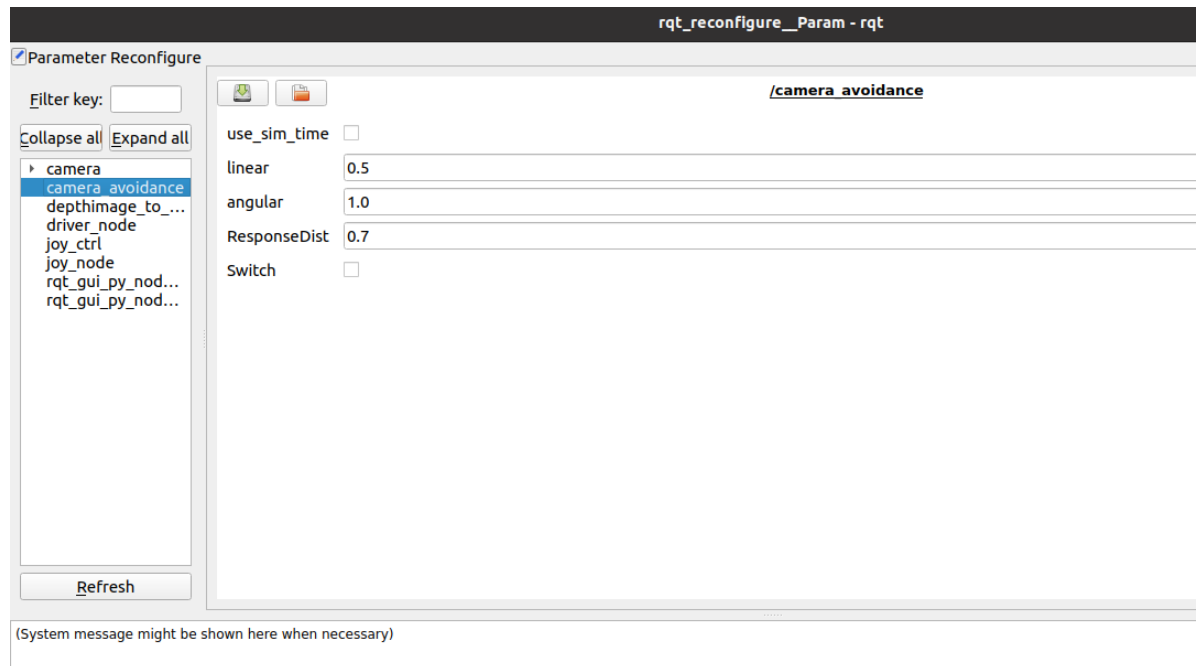 rqt_reconfigure__Param - rqt
Parameter Reconfigure
Filter key:
Collapse all Expand all
camera
camera_avoidance
depthimage_to_...
driver_node
joy_ctrl
joy_node
rqt_gui_py_nod...
rqt_gui_py_nod...
Refresh
/camera_avoidance
use_sim_time
linear 0.5
angular 1.0
ResponseDist 0.7
Switch
(System message might be shown here when necessary)